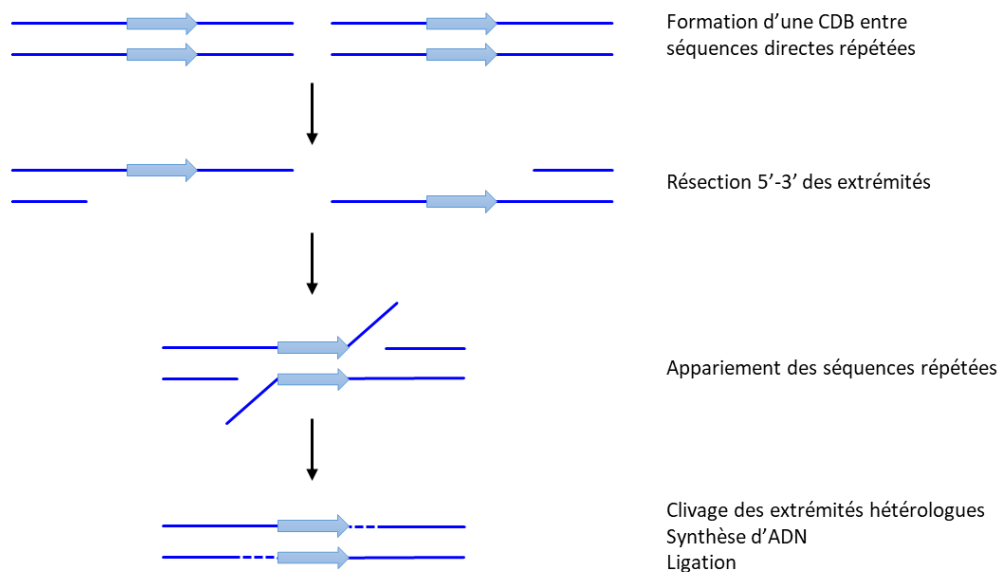 Formation d’une CDB entre
séquences directes répétées
Résection 5’-3’ des extrémités
Appariement des séquences répétées
Clivage des extrémités hétérologues
Synthèse d’ADN
Ligation